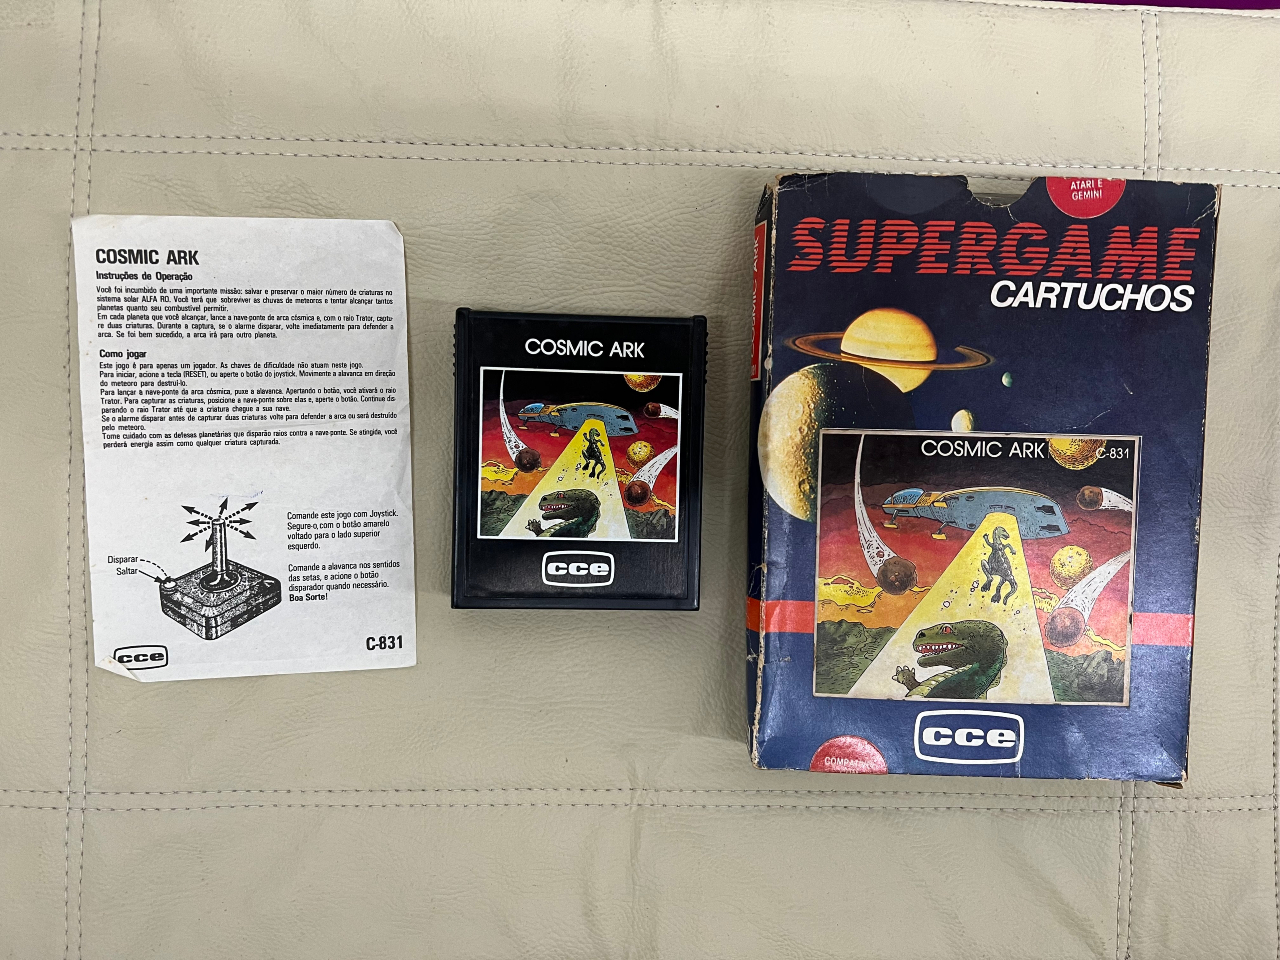 COSMIC ARK
Instruções de Operação
Você foi incumbido de uma importante missão: salvar e preservar o maior número de criaturas no
sistema solar ALFA RO. Você terá que sobreviver as chuvas de meteoros e tentar alcançar tantos
planetas quanto seu combustível permitir.
Em cada planeta que você alcançar, lance a nave-ponte de arca cósmica e, com o raio Trator, captu-
re duas criaturas. Durante a captura, se o alarme disparar, volte imediatamente para defender a
arca. Se foi bem sucedido, a arca irá para outro planeta.
Como jogar
Este jogo é para apenas um jogador. As chaves de dificuldade não atuam neste jogo.
Para iniciar, acione a tecla (RESET), ou aperte o botão do joystick. Movimente a alavanca em direção
do meteoro para destruí-lo.
Para lançar a nave-ponte da arca cósmica, puxe a alavanca. Apertando o botão, você ativará o raio
Trator. Para capturar as criaturas, posicione a nave-ponte sobre elas e, aperte o botão. Continue dis-
parando o raio Trator até que a criatura chegue a sua nave.
Se o alarme disparar antes de capturar duas criaturas volte para defender a arca ou será destruído
pelo meteoro.
Tome cuidado com as defesas planetárias que disparão raios contra a nave-ponte. Se atingida, você
perderá energia assim como qualquer criatura capturada.
Disparar
Saltar
Comande este jogo com Joystick.
Segure-o, com o botão amarelo
voltado para o lado superior
esquerdo.
Comande a alavanca nos sentidos
das setas, e acione o botão
disparador quando necessário.
Boa Sorte!
cce
C-831
COSMIC ARK
cce
ATARI E
GEMINI
SUPERGAME
CARTUCHOS
COSMIC ARK
COSMIC ARK
C-831
cce